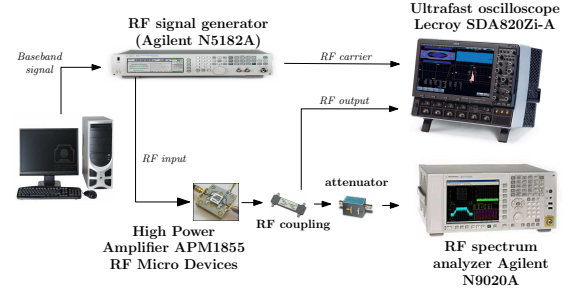 RF signal generator
(Agilent N5182A)
Ultrafast oscilloscope
Lecroy SDA820Zi-A
Baseband
signal
RF carrier
RF output
RF input
attenuator
RF coupling
High Power
Amplifier APM1855
RF Micro Devices
RF spectrum
analyzer Agilent
N9020A